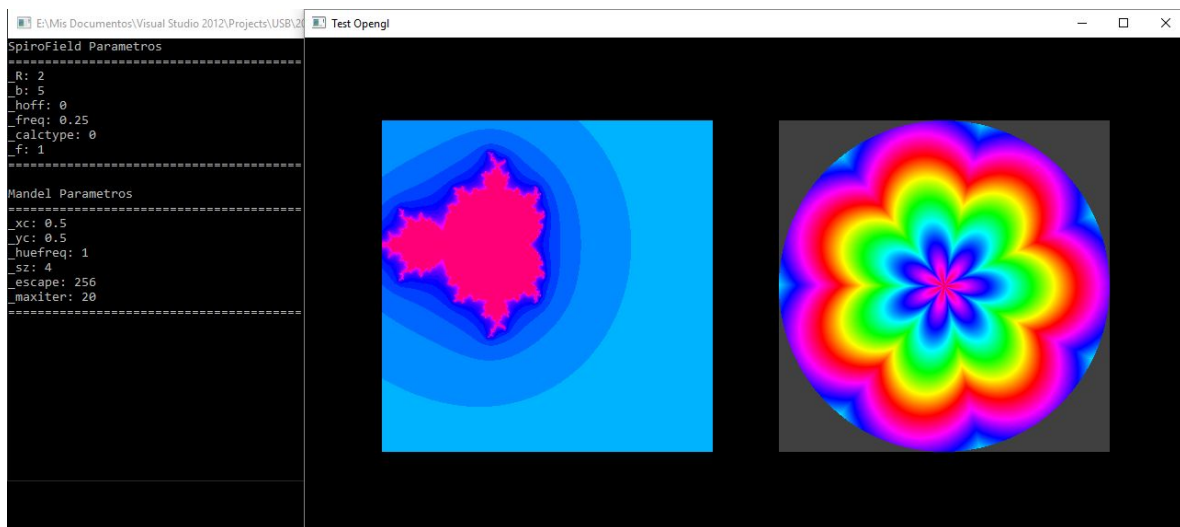 E:\Mis Documentos\Visual Studio 2012\Projects\USB\20
Test Opengl
SpiroField Parametros
=======================================
_R: 2
_b: 5
_hoff: 0
_freq: 0.25
_calctype: 0
_f: 1
=======================================
Mandel Parametros
=======================================
_xc: 0.5
_yc: 0.5
_huefreq: 1
_sz: 4
_escape: 256
_maxiter: 20
=======================================